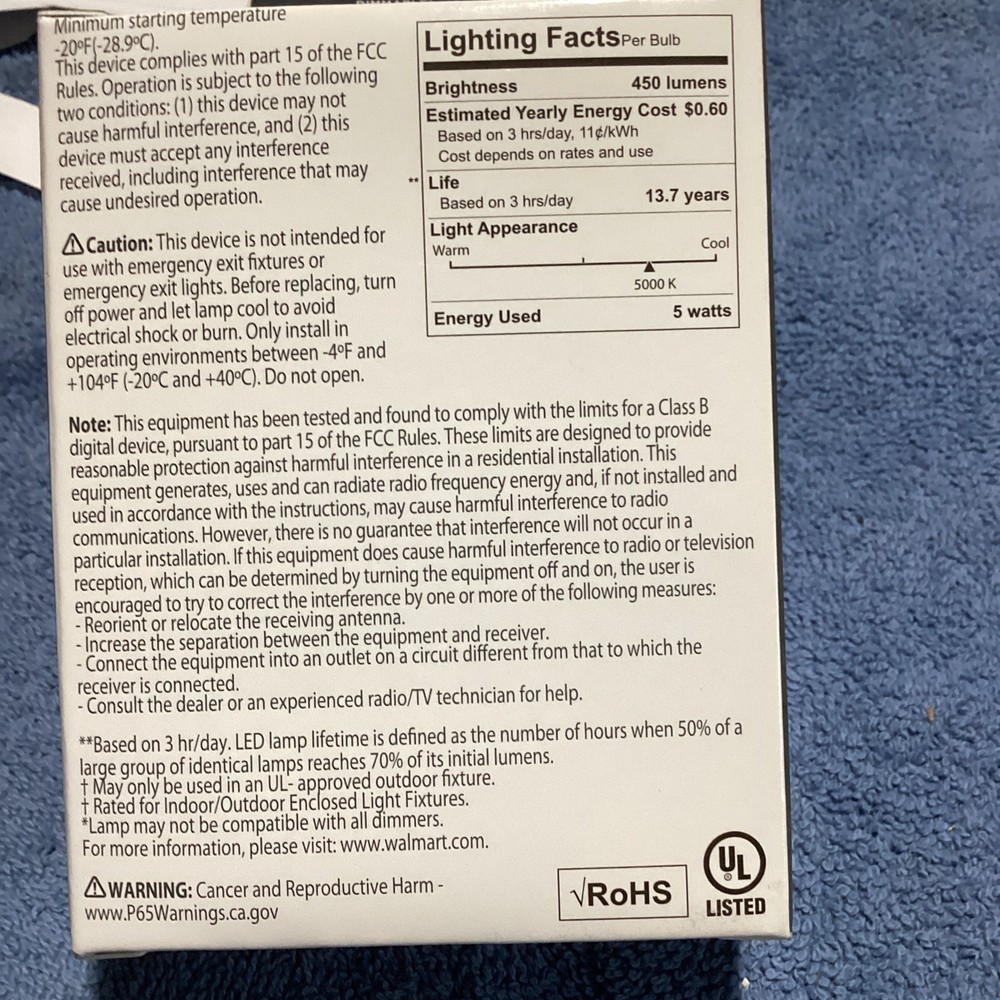 Minimum starting temperature
-20ºF(-28.9ºC).
This device complies with part 15 of the FCC
Rules. Operation is subject to the following
two conditions: (1) this device may not
cause harmful interference, and (2) this
device must accept any interference
received, including interference that may
cause undesired operation.
⚠Caution: This device is not intended for
use with emergency exit fixtures or
emergency exit lights. Before replacing, turn
off power and let lamp cool to avoid
electrical shock or burn. Only install in
operating environments between -4ºF and
+104ºF (-20ºC and +40ºC). Do not open.
Lighting Facts Per Bulb
Brightness 450 lumens
Estimated Yearly Energy Cost $0.60
Based on 3 hrs/day, 11¢/kWh
Cost depends on rates and use
** Life
Based on 3 hrs/day 13.7 years
Light Appearance
Warm Cool
5000 K
Energy Used 5 watts
Note: This equipment has been tested and found to comply with the limits for a Class B
digital device, pursuant to part 15 of the FCC Rules. These limits are designed to provide
reasonable protection against harmful interference in a residential installation. This
equipment generates, uses and can radiate radio frequency energy and, if not installed and
used in accordance with the instructions, may cause harmful interference to radio
communications. However, there is no guarantee that interference will not occur in a
particular installation. If this equipment does cause harmful interference to radio or television
reception, which can be determined by turning the equipment off and on, the user is
encouraged to try to correct the interference by one or more of the following measures:
- Reorient or relocate the receiving antenna.
- Increase the separation between the equipment and receiver.
- Connect the equipment into an outlet on a circuit different from that to which the
receiver is connected.
- Consult the dealer or an experienced radio/TV technician for help.
**Based on 3 hr/day. LED lamp lifetime is defined as the number of hours when 50% of a
large group of identical lamps reaches 70% of its initial lumens.
† May only be used in an UL- approved outdoor fixture.
† Rated for Indoor/Outdoor Enclosed Light Fixtures.
*Lamp may not be compatible with all dimmers.
For more information, please visit: www.walmart.com.
⚠WARNING: Cancer and Reproductive Harm -
www.P65Warnings.ca.gov
√RoHS
UL ®
LISTED